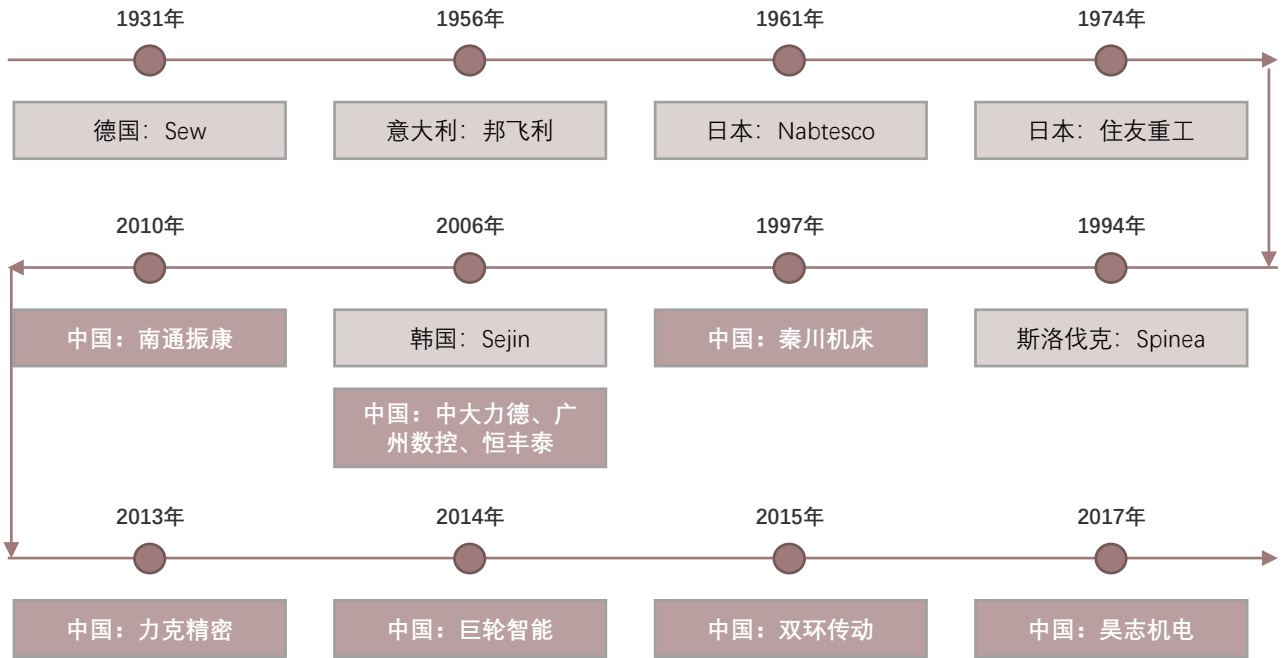 1931年
1956年
1961年
1974年
德国：Sew
意大利：邦飞利
日本：Nabtesco
日本：住友重工
2010年
2006年
1997年
1994年
中国：南通振康
韩国：Sejin
中国：秦川机床
斯洛伐克：Spinea
中国：中大力德、广
州数控、恒丰泰
2013年
2014年
2015年
2017年
中国：力克精密
中国：巨轮智能
中国：双环传动
中国：昊志机电